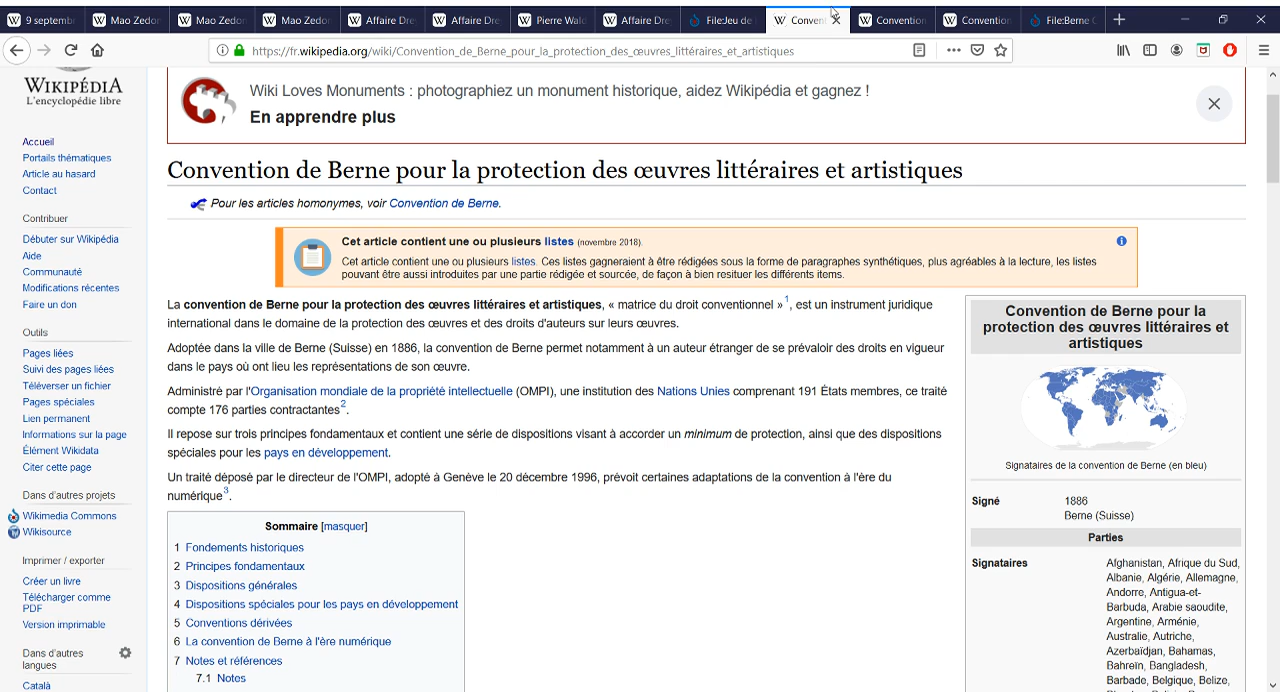 9 septemb
Mao Zedon
Mao Zedon
Mao Zedon
Affaire Dre
Affaire Dre
Pierre Wald
Affaire Dre
File:Jeu de
Convent
Convention
Convention
File:Berne C
https://fr.wikipedia.org/wiki/Convention_de_Berne_pour_la_protection_des_œuvres_littéraires_et_artistiques
WIKIPÉDIA
L'encyclopédie libre
Accueil
Portails thématiques
Article au hasard
Contact
Contribuer
Débuter sur Wikipédia
Aide
Communauté
Modifications récentes
Faire un don
Outils
Pages liées
Suivi des pages liées
Téléverser un fichier
Pages spéciales
Lien permanent
Informations sur la page
Élément Wikidata
Citer cette page
Dans d'autres projets
Wikimedia Commons
Wikisource
Imprimer / exporter
Créer un livre
Télécharger comme
PDF
Version imprimable
Dans d'autres
langues
Català
Wiki Loves Monuments : photographiez un monument historique, aidez Wikipédia et gagnez !
En apprendre plus
Convention de Berne pour la protection des œuvres littéraires et artistiques
Pour les articles homonymes, voir Convention de Berne.
Cet article contient une ou plusieurs listes (novembre 2018).
Cet article contient une ou plusieurs listes. Ces listes gagneraient à être rédigées sous la forme de paragraphes synthétiques, plus agréables à la lecture, les listes
pouvant être aussi introduites par une partie rédigée et sourcée, de façon à bien resituer les différents items.
La convention de Berne pour la protection des œuvres littéraires et artistiques, « matrice du droit conventionnel »1, est un instrument juridique
international dans le domaine de la protection des œuvres et des droits d'auteurs sur leurs œuvres.
Adoptée dans la ville de Berne (Suisse) en 1886, la convention de Berne permet notamment à un auteur étranger de se prévaloir des droits en vigueur
dans le pays où ont lieu les représentations de son œuvre.
Administré par l'Organisation mondiale de la propriété intellectuelle (OMPI), une institution des Nations Unies comprenant 191 États membres, ce traité
compte 176 parties contractantes2.
Il repose sur trois principes fondamentaux et contient une série de dispositions visant à accorder un minimum de protection, ainsi que des dispositions
spéciales pour les pays en développement.
Un traité déposé par le directeur de l'OMPI, adopté à Genève le 20 décembre 1996, prévoit certaines adaptations de la convention à l'ère du
numérique3.
Sommaire [masquer]
1 Fondements historiques
2 Principes fondamentaux
3 Dispositions générales
4 Dispositions spéciales pour les pays en développement
5 Conventions dérivées
6 La convention de Berne à l'ère numérique
7 Notes et références
7.1 Notes
Convention de Berne pour la
protection des œuvres littéraires et
artistiques
Signataires de la convention de Berne (en bleu)
Signé 1886
Berne (Suisse)
Parties
Signataires Afghanistan, Afrique du Sud,
Albanie, Algérie, Allemagne,
Andorre, Antigua-et-
Barbuda, Arabie saoudite,
Argentine, Arménie,
Australie, Autriche,
Azerbaïdjan, Bahamas,
Bahreïn, Bangladesh,
Barbade, Belgique, Belize,